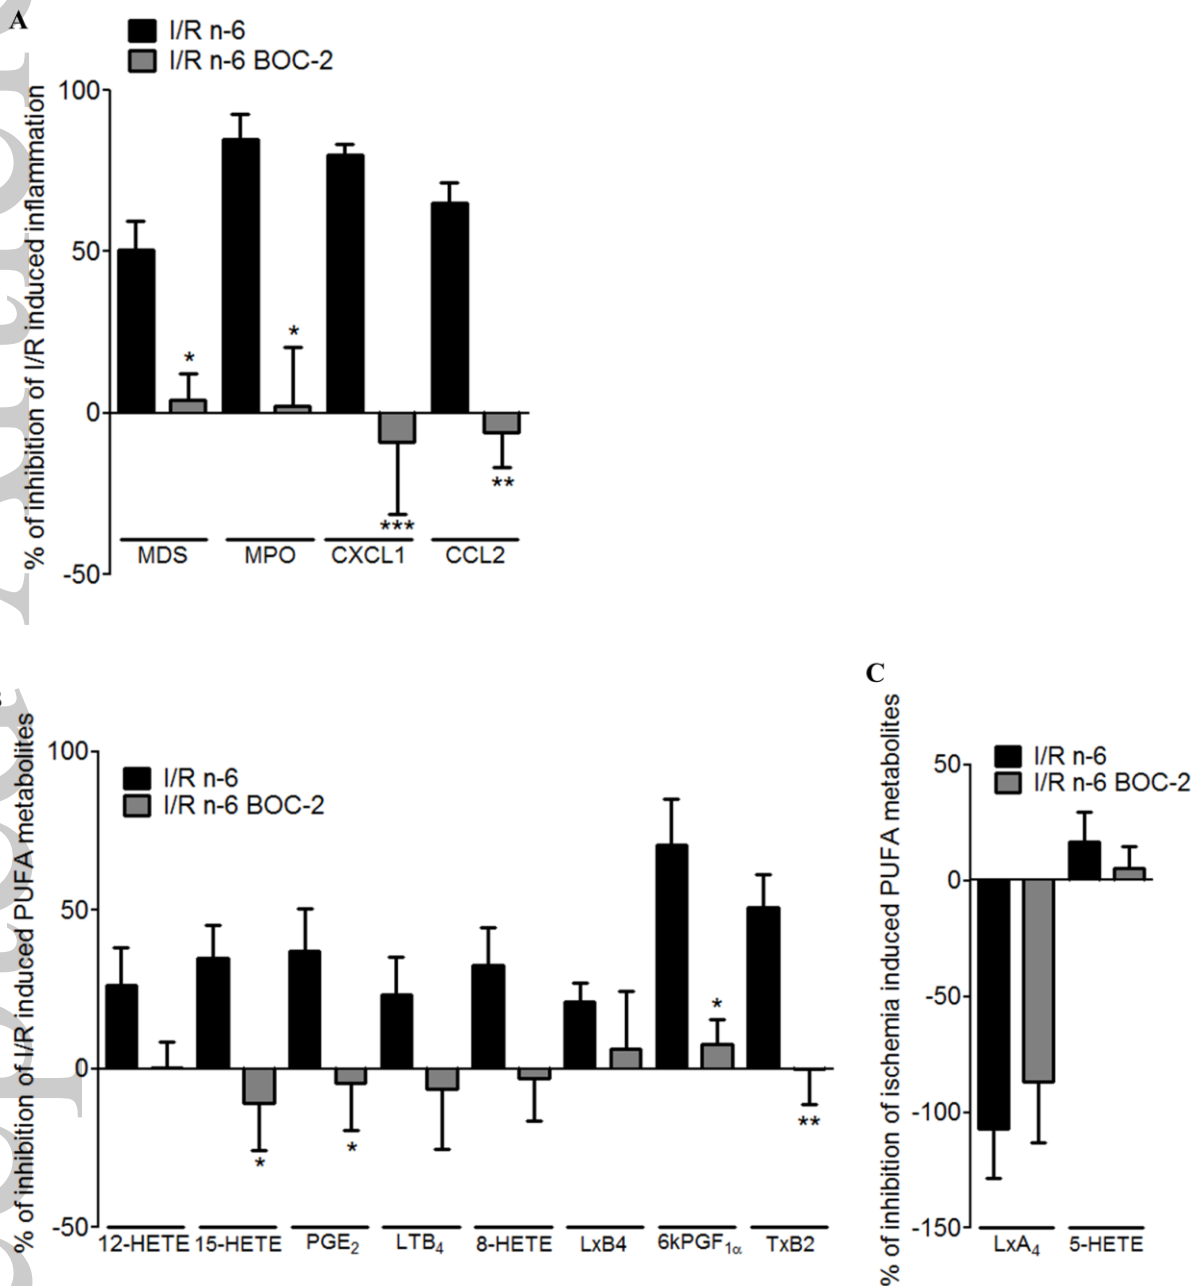 A
I/R n-6
I/R n-6 BOC-2
% of inhibition of I/R induced inflammation
100
50
0
-50
*
*
***
**
MDS MPO CXCL1 CCL2
% of inhibition of I/R induced PUFA metabolites
100
50
0
-50
I/R n-6
I/R n-6 BOC-2
*
*
*
**
12-HETE 15-HETE PGE₂ LTB₄ 8-HETE LxB4 6kPGF₁α TxB2
C
% of inhibition of ischemia induced PUFA metabolites
50
0
-50
-100
-150
I/R n-6
I/R n-6 BOC-2
LxA₄ 5-HETE